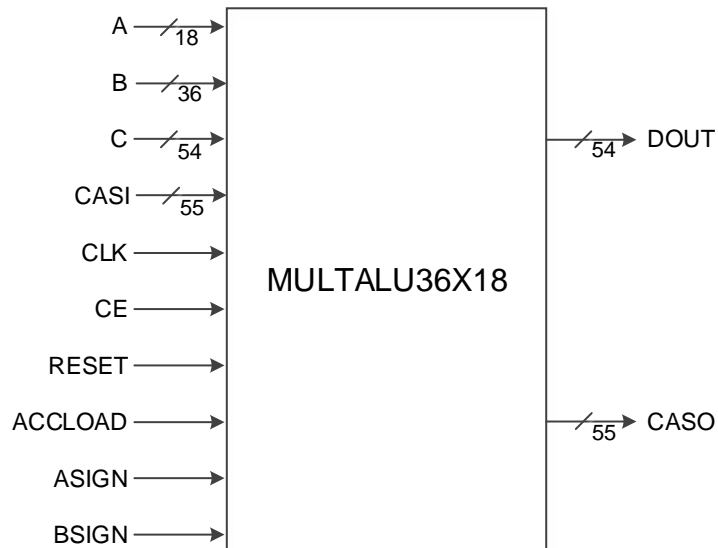 A
18
B
36
C
54
DOUT
54
CASI
55
CLK
MULTALU36X18
CE
RESET
ACCLOAD
CASO
55
ASIGN
BSIGN